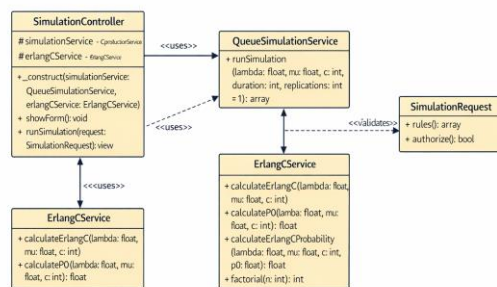 SimulationController
# simulationService
# erlangCService - ErlangCService
+ _construct(simulationService:
QueueSimulationService,
erlangCService: ErlangCService)
+ showForm(): void
+ runSimulation(request:
SimulationRequest): view
<<uses>>
<<uses>>
QueueSimulationService
+ runSimulation
(lambda: float, mu: float, c: int,
duration: int, replications: int
= 1): array
<<validates>>
SimulationRequest
+ rules(): array
+ authorize(): bool
<<<uses>>
ErlangCService
+ calculateErlangC(lambda: float,
mu: float, c: int)
+ calculateP0(lambda: float, mu:
float, c: int): float
ErlangCService
+ calculateErlangC(lambda: float,
mu: float, c: int)
+ calculatePO(lamba: float, mu:
float, c: int): float
+ calculateErlangCProbability
(lambda: float, mu: float, c: int,
p0: float): float
+ factorial(n: int): int